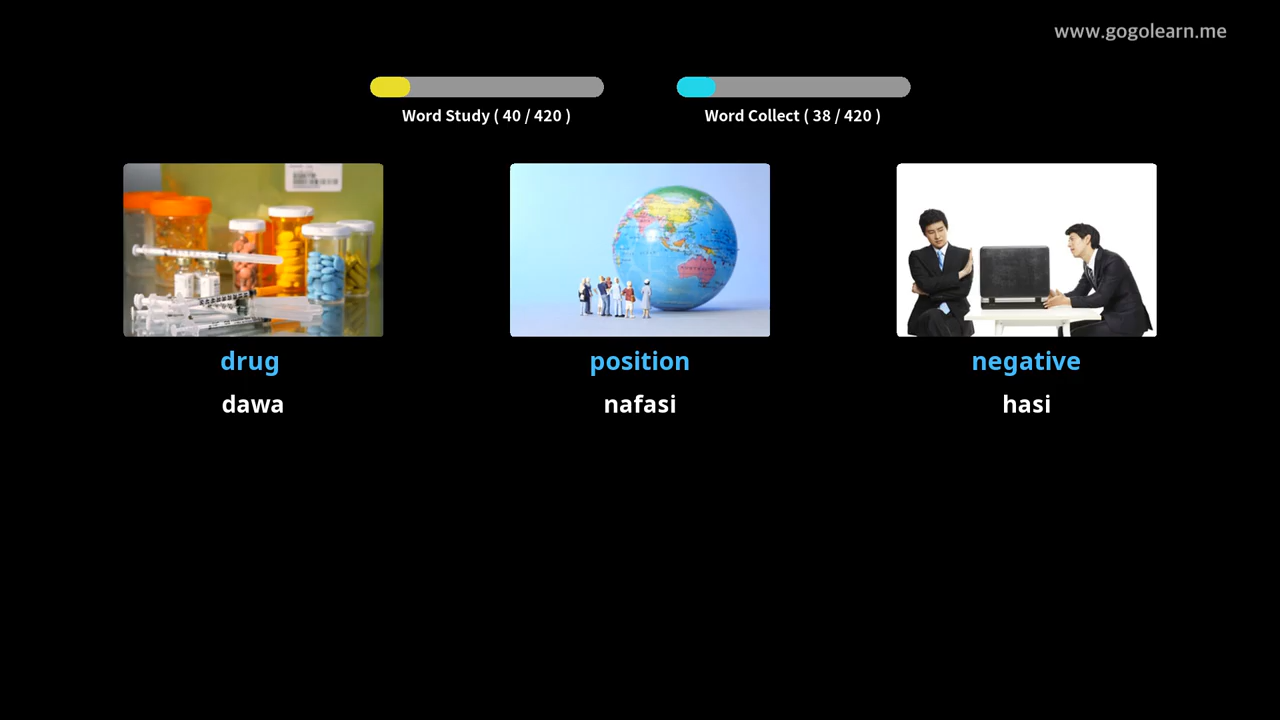 www.gogolearn.me
Word Study ( 40 / 420 )
Word Collect ( 38 / 420 )
drug
position
negative
dawa
nafasi
hasi